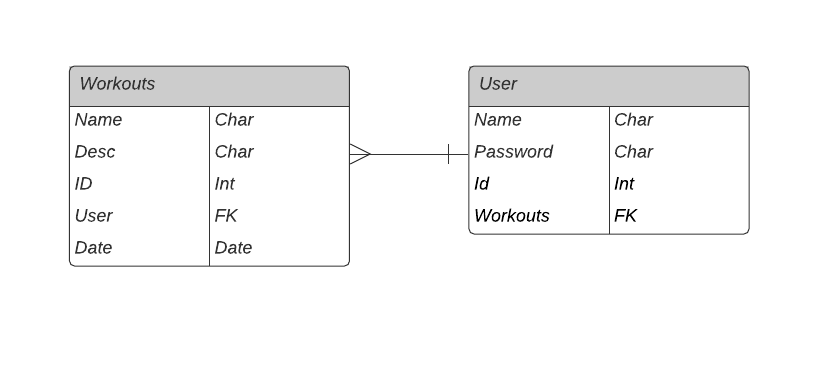 Workouts
Name Char
Desc Char
ID Int
User FK
Date Date
User
Name Char
Password Char
Id Int
Workouts FK